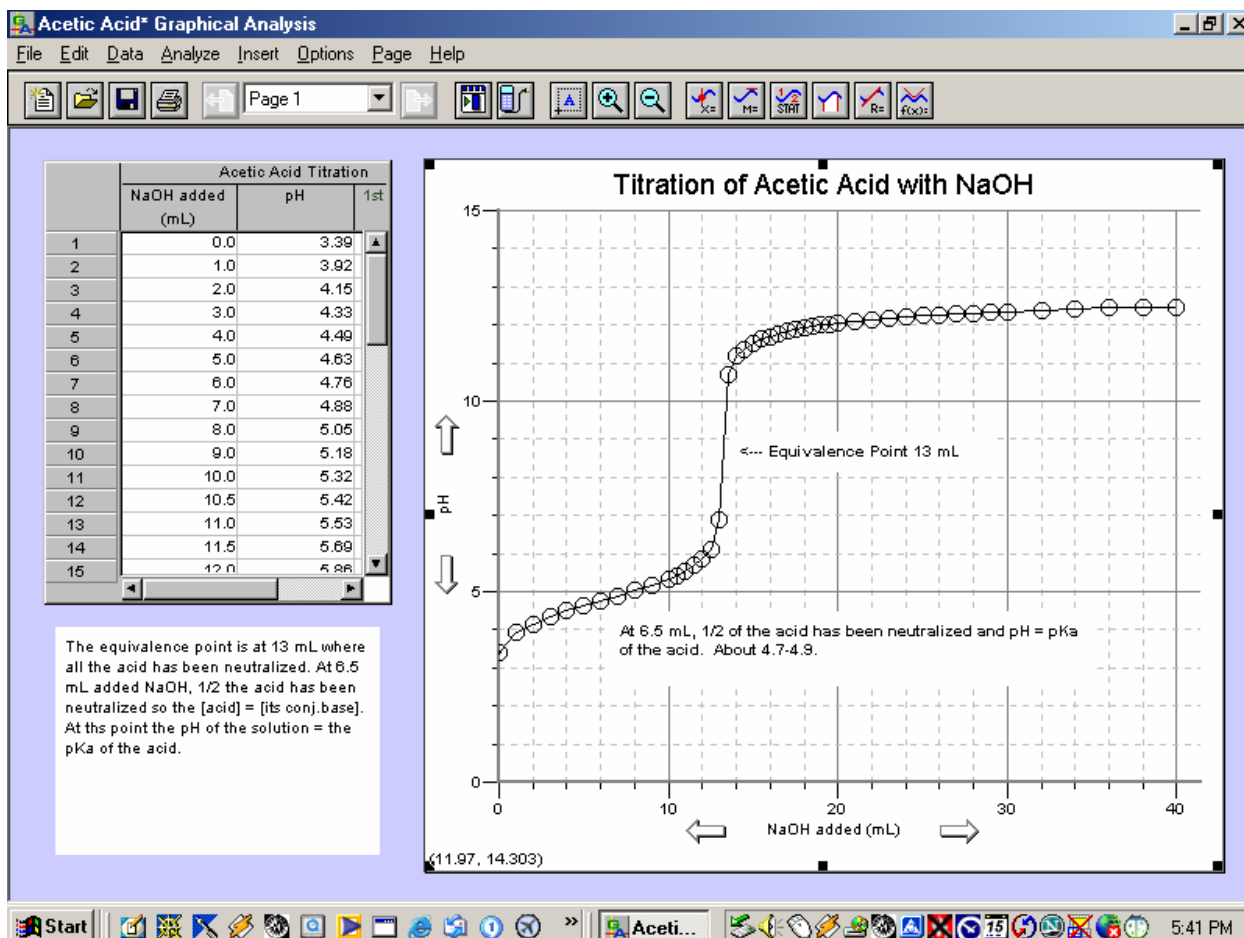 Acetic Acid* Graphical Analysis
File Edit Data Analyze Insert Options Page Help
Page 1
X= M= STAT R= f(x)=
Acetic Acid Titration
NaOH added pH 1st
(mL)
1 0.0 3.39
2 1.0 3.92
3 2.0 4.15
4 3.0 4.33
5 4.0 4.49
6 5.0 4.63
7 6.0 4.76
8 7.0 4.88
9 8.0 5.05
10 9.0 5.18
11 10.0 5.32
12 10.5 5.42
13 11.0 5.53
14 11.5 5.69
15 12.0 5.86
The equivalence point is at 13 mL where
all the acid has been neutralized. At 6.5
mL added NaOH, 1/2 the acid has been
neutralized so the [acid] = [its conj.base].
At ths point the pH of the solution = the
pKa of the acid.
Titration of Acetic Acid with NaOH
15
10
5
0
pH
<--- Equivalence Point 13 mL
At 6.5 mL, 1/2 of the acid has been neutralized and pH = pKa
of the acid. About 4.7-4.9.
0 10 20 30 40
NaOH added (mL)
(11.97, 14.303)
Start » Aceti... 15 5:41 PM